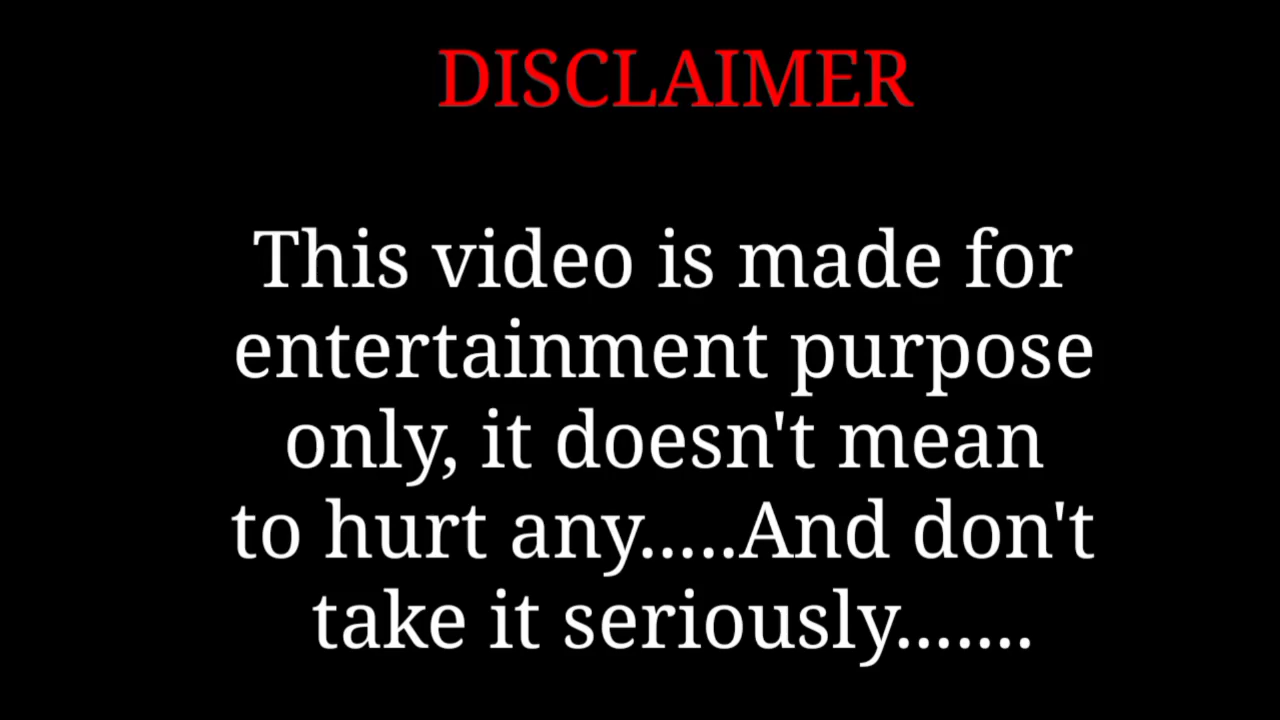 DISCLAIMER
This video is made for
entertainment purpose
only, it doesn't mean
to hurt any.....And don't
take it seriously.......